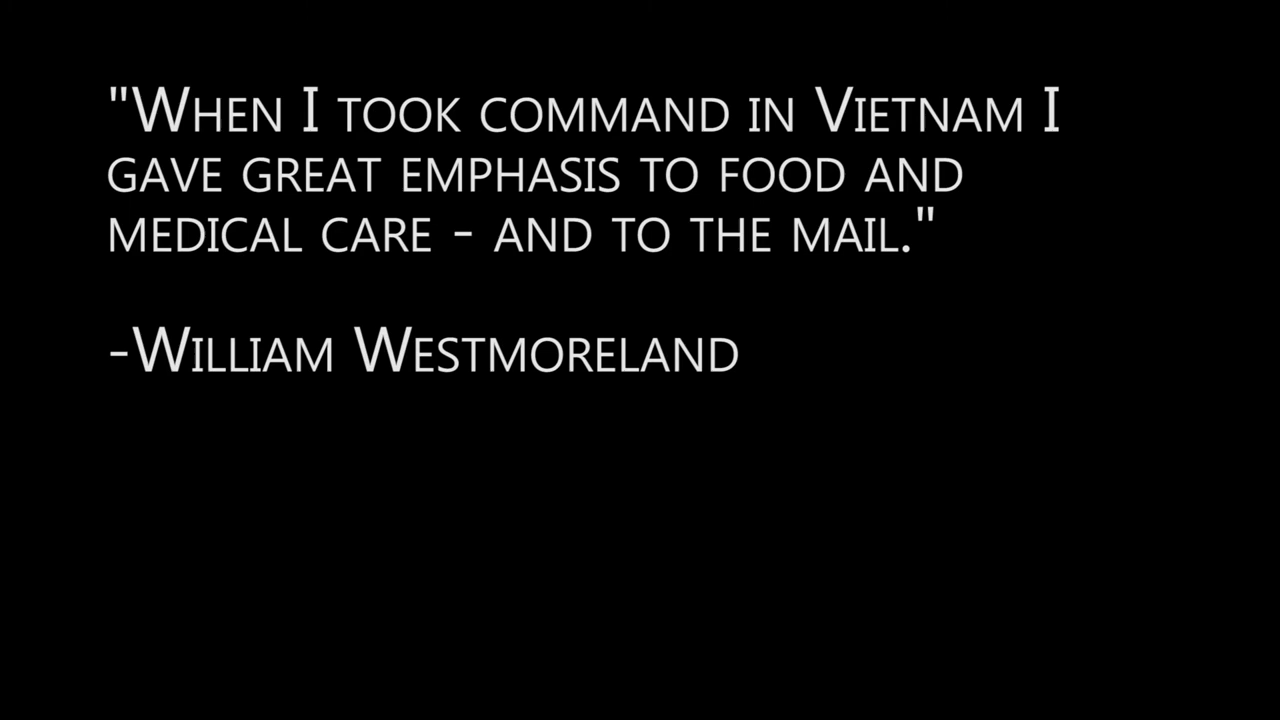 "When I took command in Vietnam I
gave great emphasis to food and
medical care - and to the mail."
-William Westmoreland